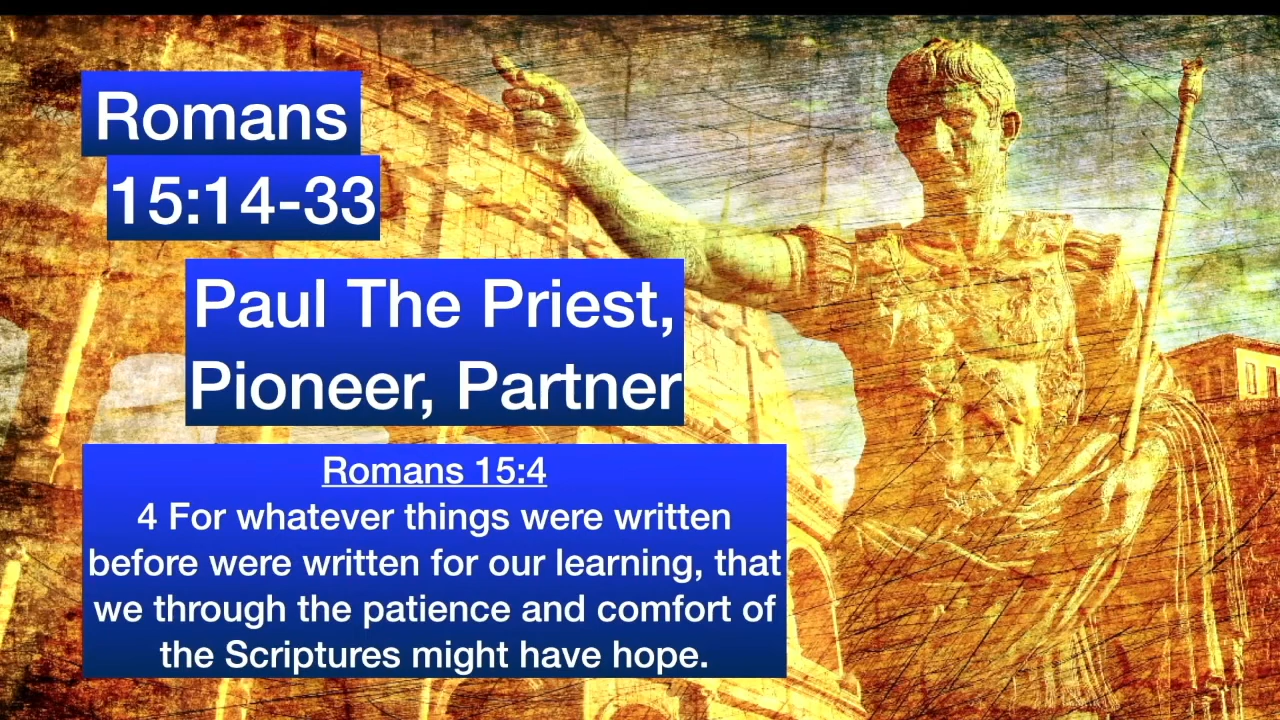 Romans
15:14-33
Paul The Priest,
Pioneer, Partner
Romans 15:4
4 For whatever things were written
before were written for our learning, that
we through the patience and comfort of
the Scriptures might have hope.